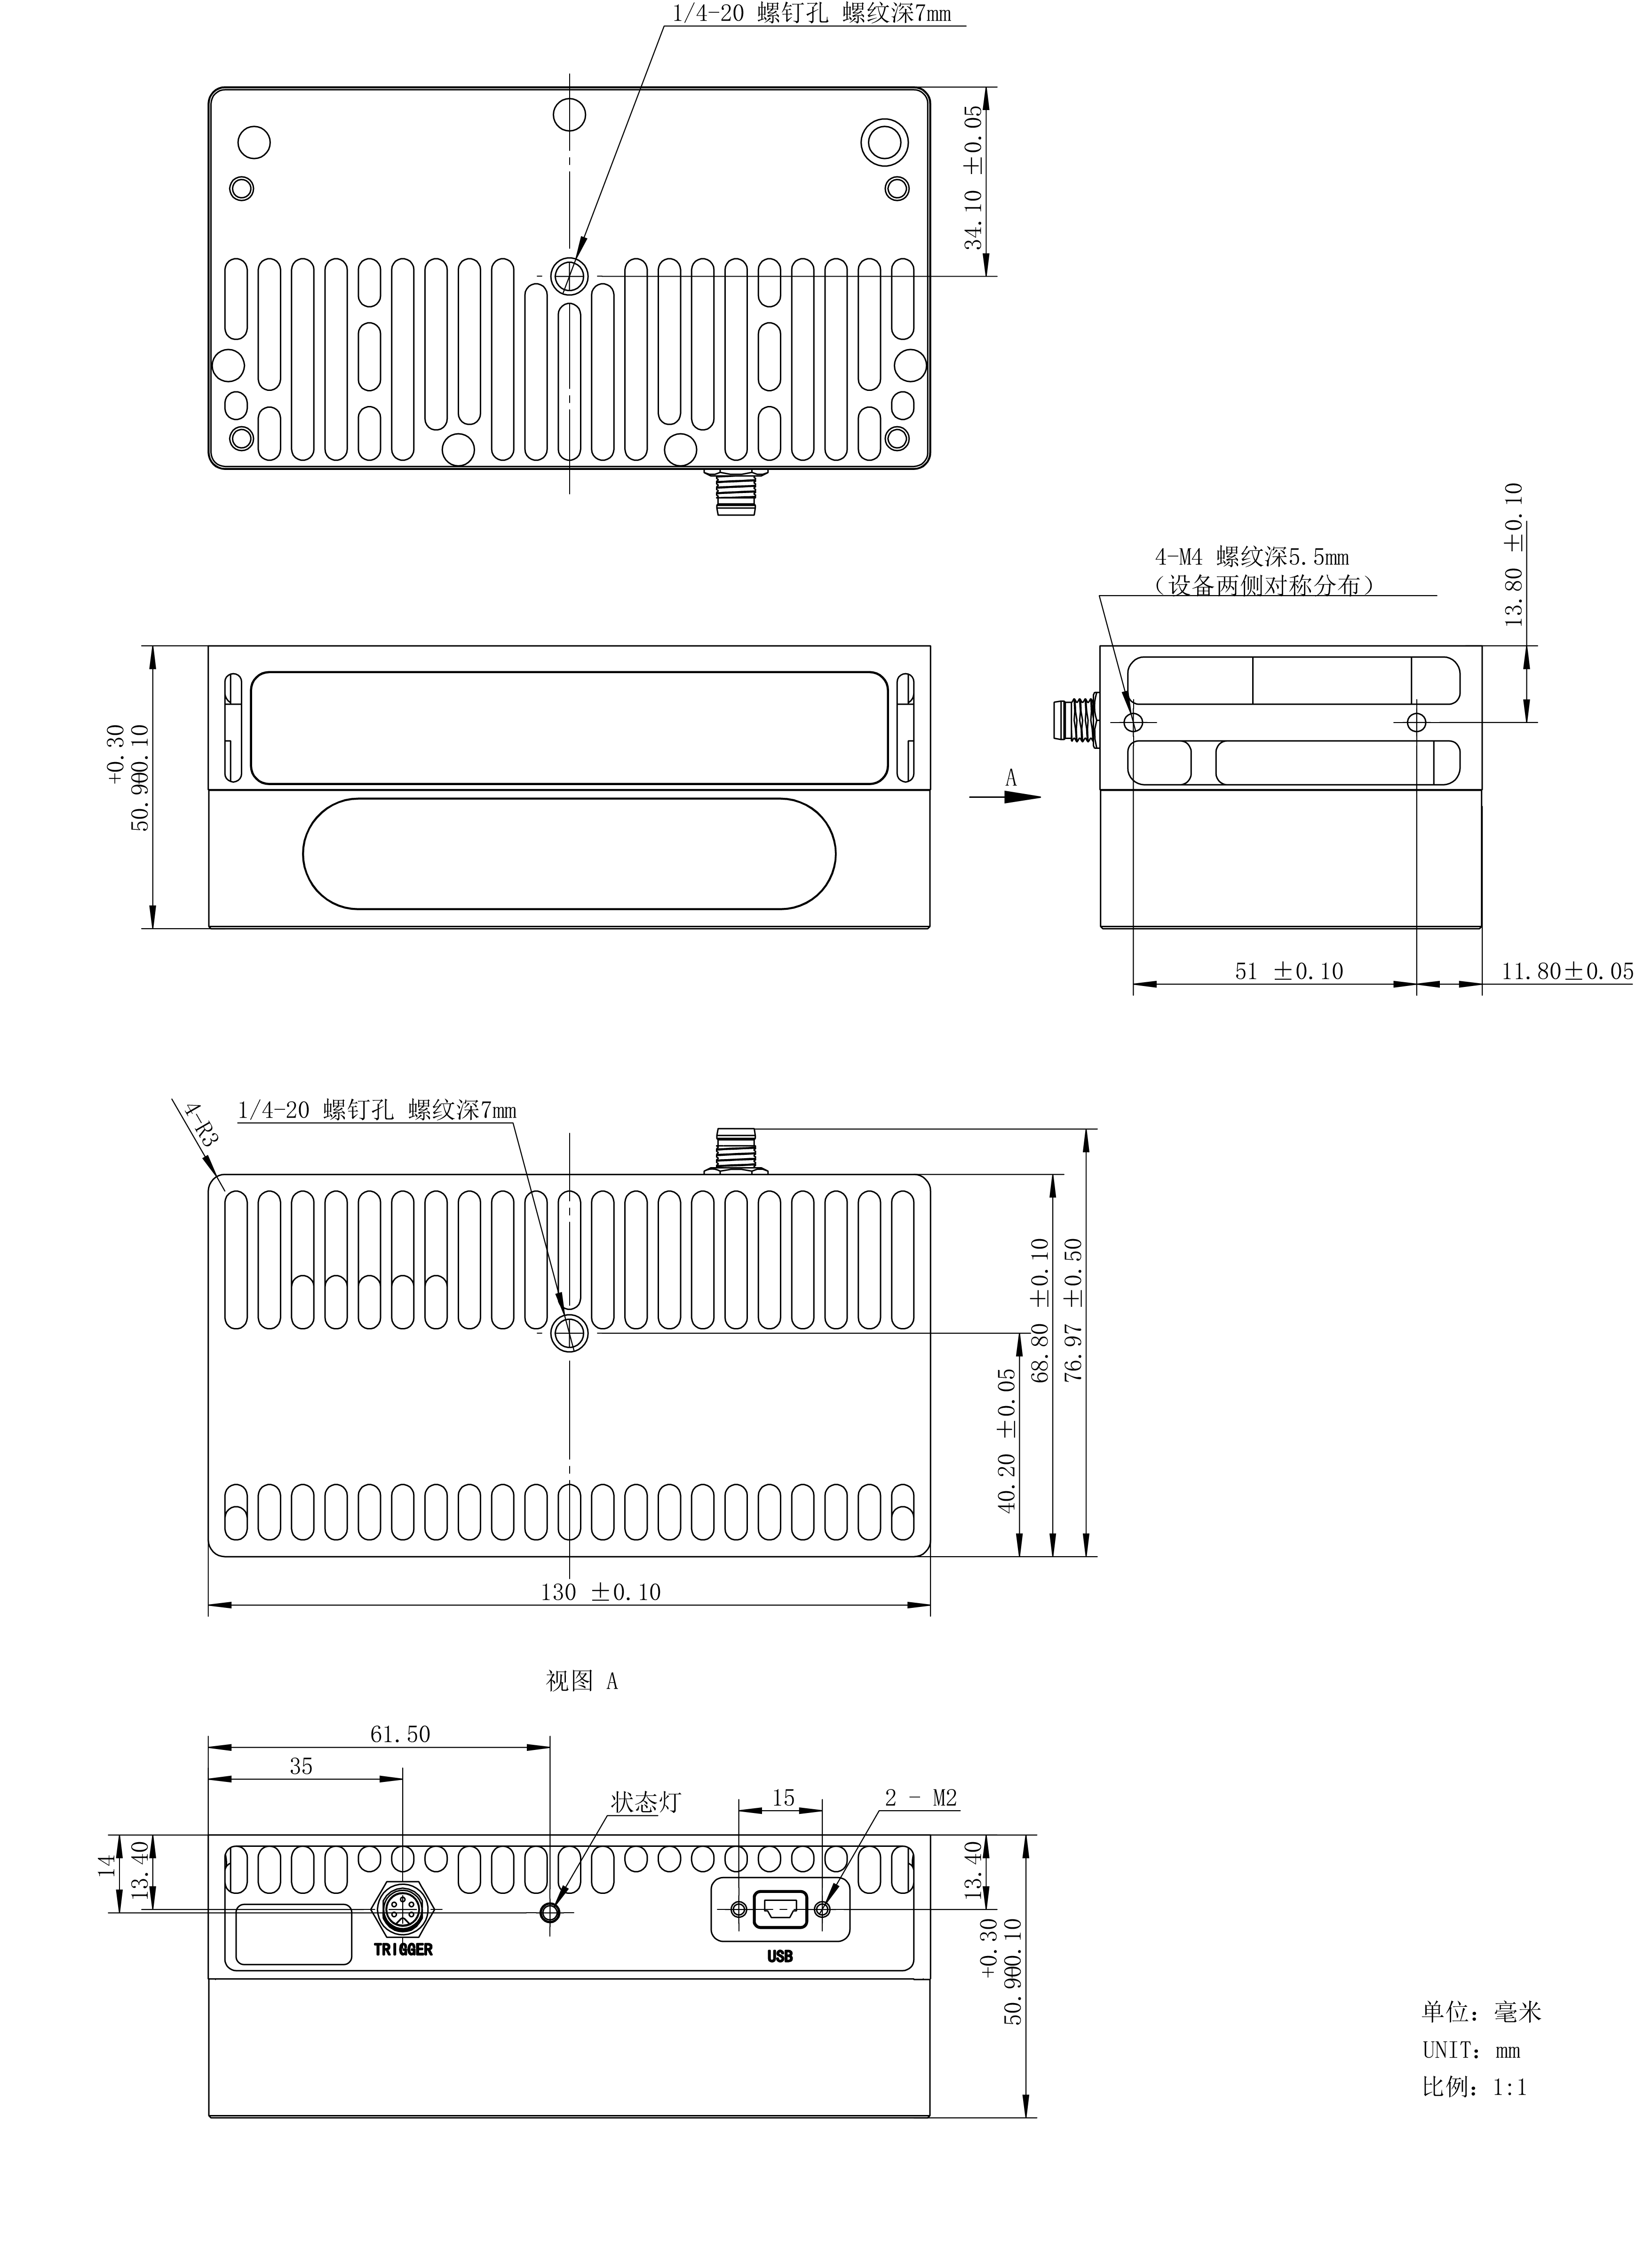 1/4-20 螺钉孔 螺纹深7mm
34.10 ±0.05
4-M4 螺纹深5.5mm
(设备两侧对称分布)
13.80 ±0.10
+0.30
50.90
0.10
A
51 ±0.10
11.80±0.05
4-R3
1/4-20 螺钉孔 螺纹深7mm
68.80 ±0.10
76.97 ±0.50
40.20 ±0.05
130 ±0.10
视图 A
61.50
35
状态灯
15
2 - M2
14
13.40
13.40
TRIGGER
USB
+0.30
50.90
0.10
单位: 毫米
UNIT: mm
比例: 1:1